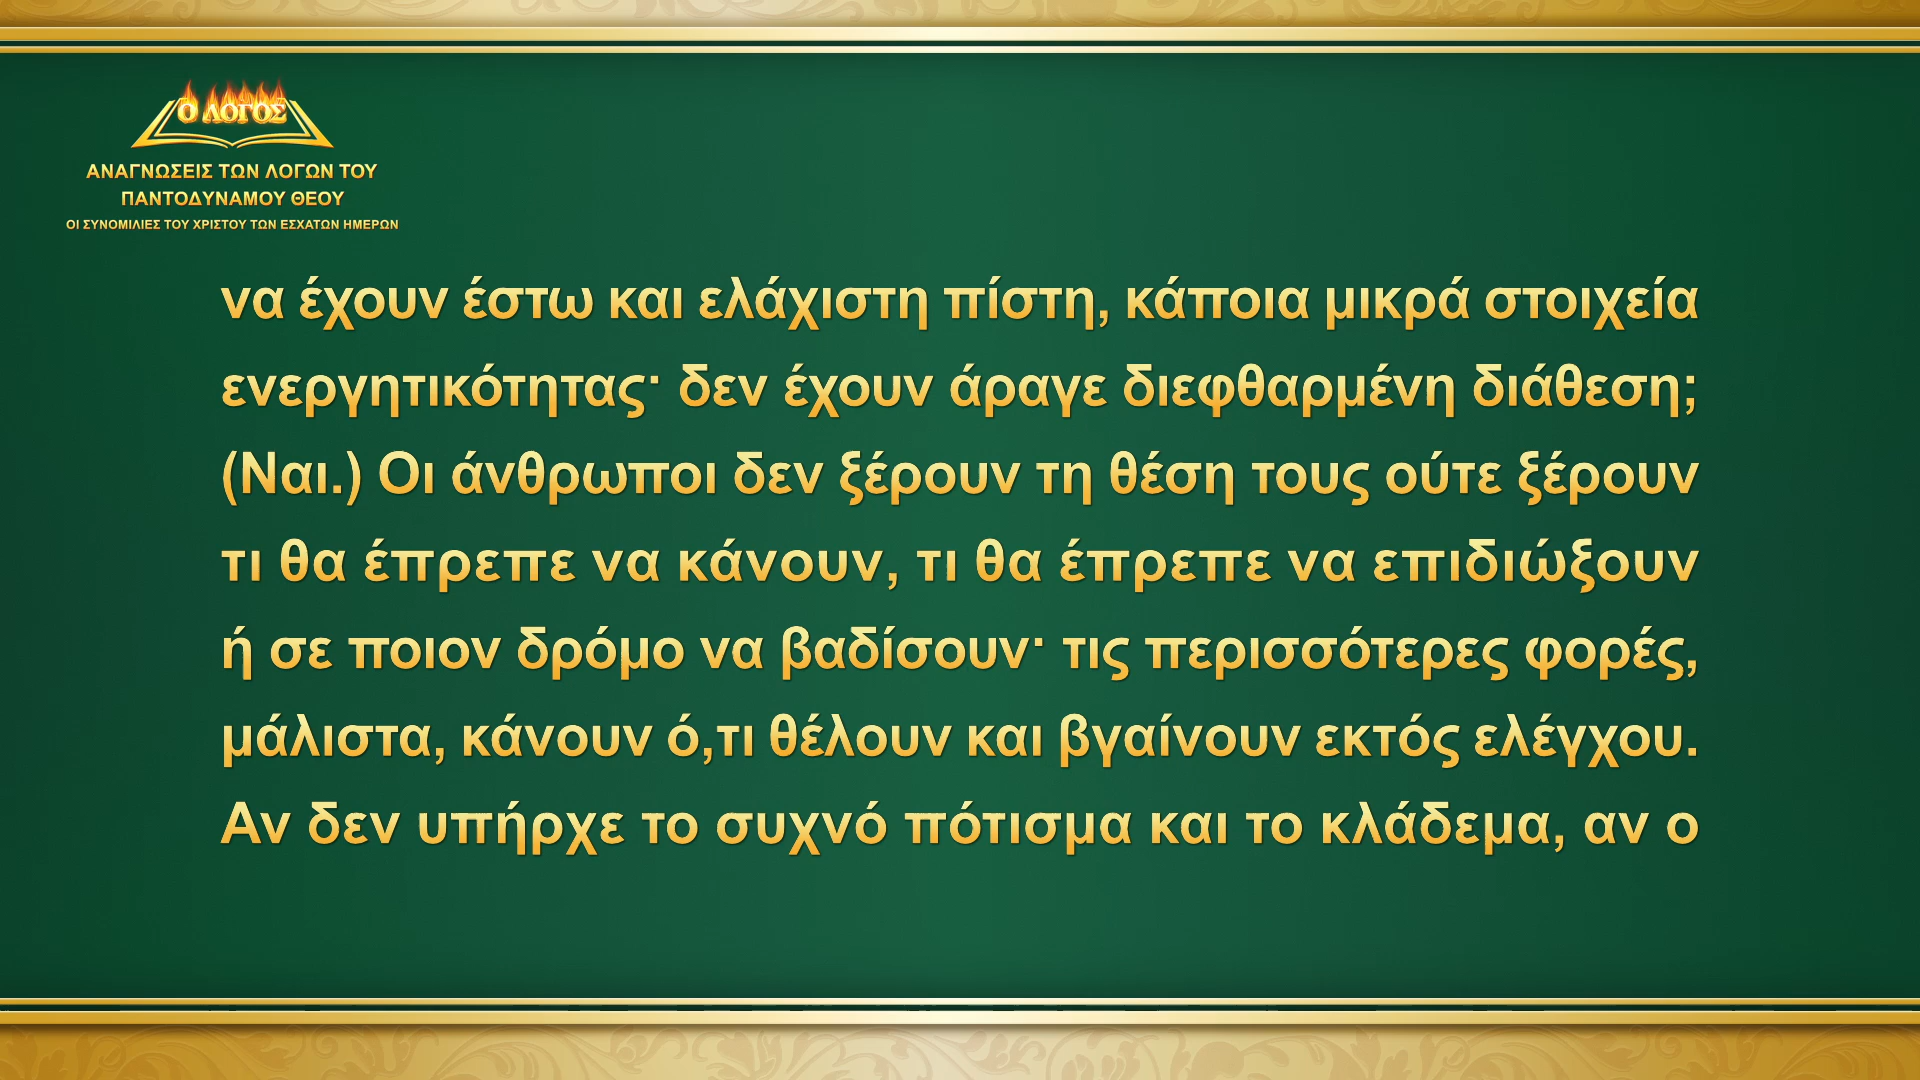 Ο ΛΟΓΟΣ
ΑΝΑΓΝΩΣΕΙΣ ΤΩΝ ΛΟΓΩΝ ΤΟΥ
ΠΑΝΤΟΔΥΝΑΜΟΥ ΘΕΟΥ
ΟΙ ΣΥΝΟΜΙΛΙΕΣ ΤΟΥ ΧΡΙΣΤΟΥ ΤΩΝ ΕΣΧΑΤΩΝ ΗΜΕΡΩΝ
να έχουν έστω και ελάχιστη πίστη, κάποια μικρά στοιχεία
ενεργητικότητας· δεν έχουν άραγε διεφθαρμένη διάθεση;
(Ναι.) Οι άνθρωποι δεν ξέρουν τη θέση τους ούτε ξέρουν
τι θα έπρεπε να κάνουν, τι θα έπρεπε να επιδιώξουν
ή σε ποιον δρόμο να βαδίσουν· τις περισσότερες φορές,
μάλιστα, κάνουν ό,τι θέλουν και βγαίνουν εκτός ελέγχου.
Αν δεν υπήρχε το συχνό πότισμα και το κλάδεμα, αν ο